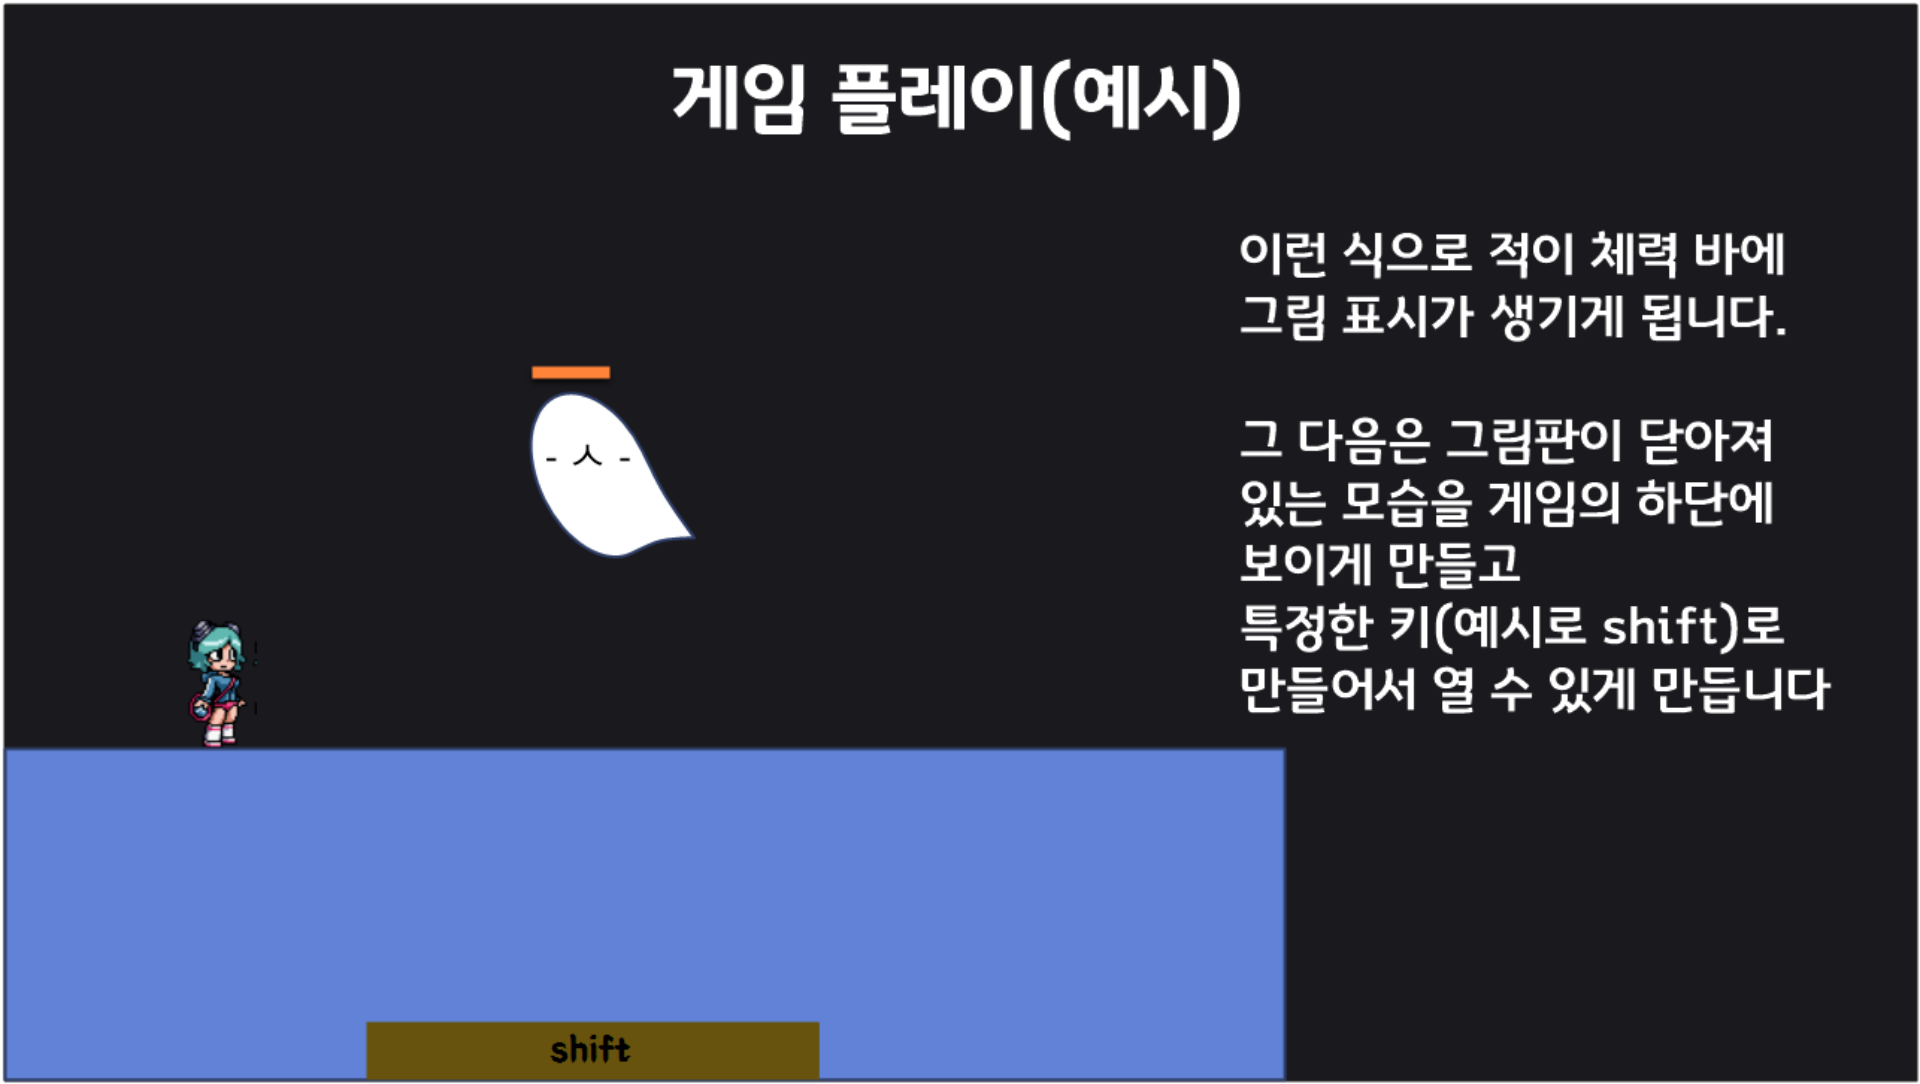 게임 플레이(예시)
이런 식으로 적이 체력 바에
그림 표시가 생기게 됩니다.
그 다음은 그림판이 닫아져
있는 모습을 게임의 하단에
보이게 만들고
특정한 키(예시로 shift)로
만들어서 열 수 있게 만듭니다
- ㅅ -
shift